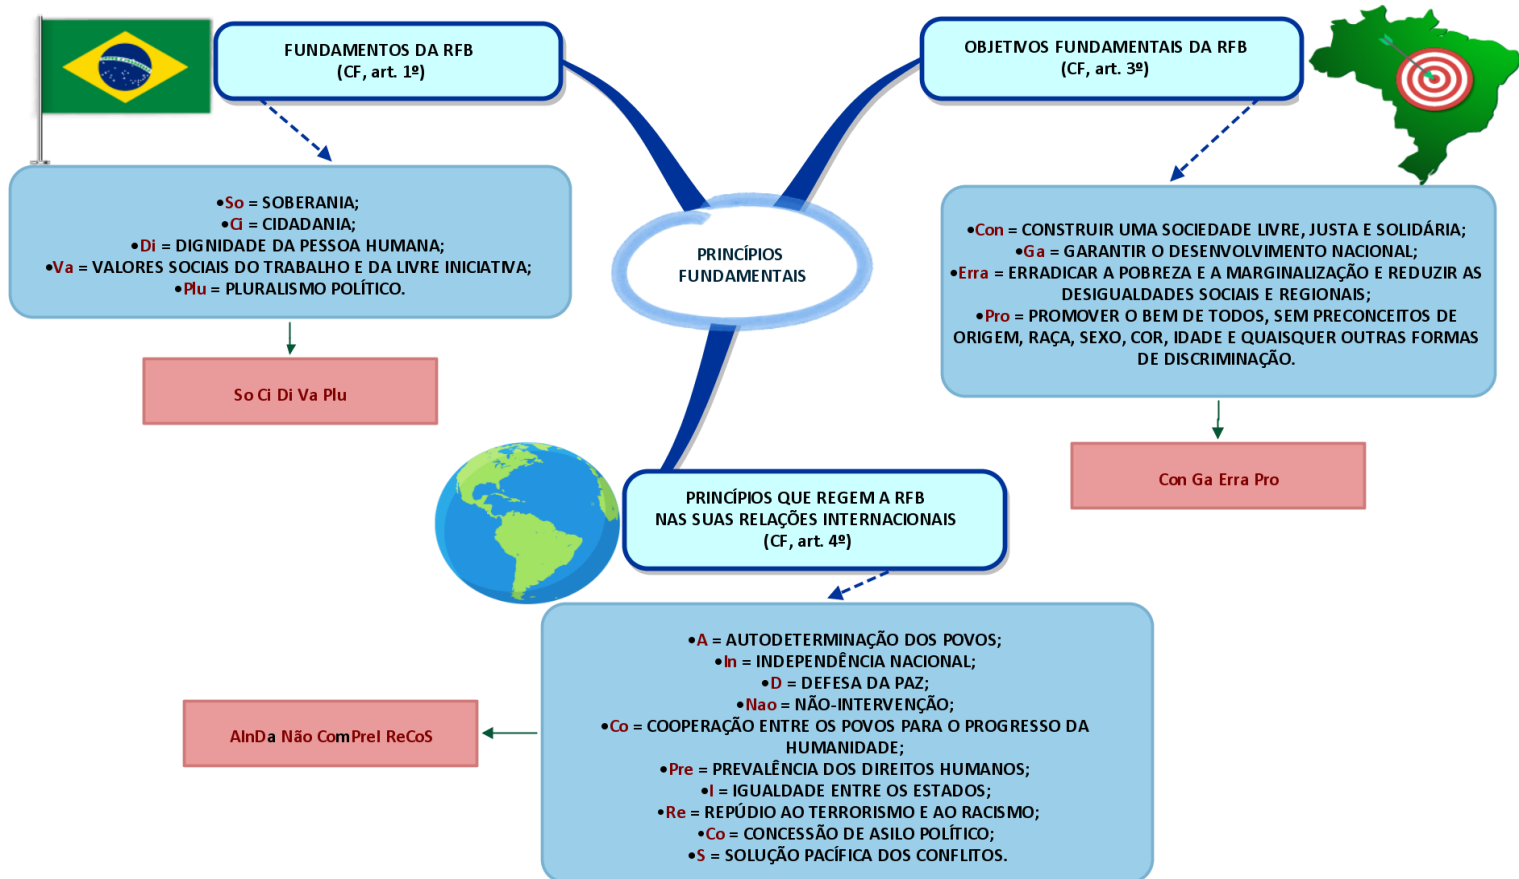 FUNDAMENTOS DA RFB
(CF, art. 1º)
OBJETIVOS FUNDAMENTAIS DA RFB
(CF, art. 3º)
•So = SOBERANIA;
•Ci = CIDADANIA;
•Di = DIGNIDADE DA PESSOA HUMANA;
•Va = VALORES SOCIAIS DO TRABALHO E DA LIVRE INICIATIVA;
•Plu = PLURALISMO POLÍTICO.
So Ci Di Va Plu
PRINCÍPIOS
FUNDAMENTAIS
•Con = CONSTRUIR UMA SOCIEDADE LIVRE, JUSTA E SOLIDÁRIA;
•Ga = GARANTIR O DESENVOLVIMENTO NACIONAL;
•Erra = ERRADICAR A POBREZA E A MARGINALIZAÇÃO E REDUZIR AS
DESIGUALDADES SOCIAIS E REGIONAIS;
•Pro = PROMOVER O BEM DE TODOS, SEM PRECONCEITOS DE
ORIGEM, RAÇA, SEXO, COR, IDADE E QUAISQUER OUTRAS FORMAS
DE DISCRIMINAÇÃO.
Con Ga Erra Pro
PRINCÍPIOS QUE REGEM A RFB
NAS SUAS RELAÇÕES INTERNACIONAIS
(CF, art. 4º)
•A = AUTODETERMINAÇÃO DOS POVOS;
•In = INDEPENDÊNCIA NACIONAL;
•D = DEFESA DA PAZ;
•Nao = NÃO-INTERVENÇÃO;
•Co = COOPERAÇÃO ENTRE OS POVOS PARA O PROGRESSO DA
HUMANIDADE;
•Pre = PREVALÊNCIA DOS DIREITOS HUMANOS;
•I = IGUALDADE ENTRE OS ESTADOS;
•Re = REPÚDIO AO TERRORISMO E AO RACISMO;
•Co = CONCESSÃO DE ASILO POLÍTICO;
•S = SOLUÇÃO PACÍFICA DOS CONFLITOS.
AInDa Não ComPreI ReCoS